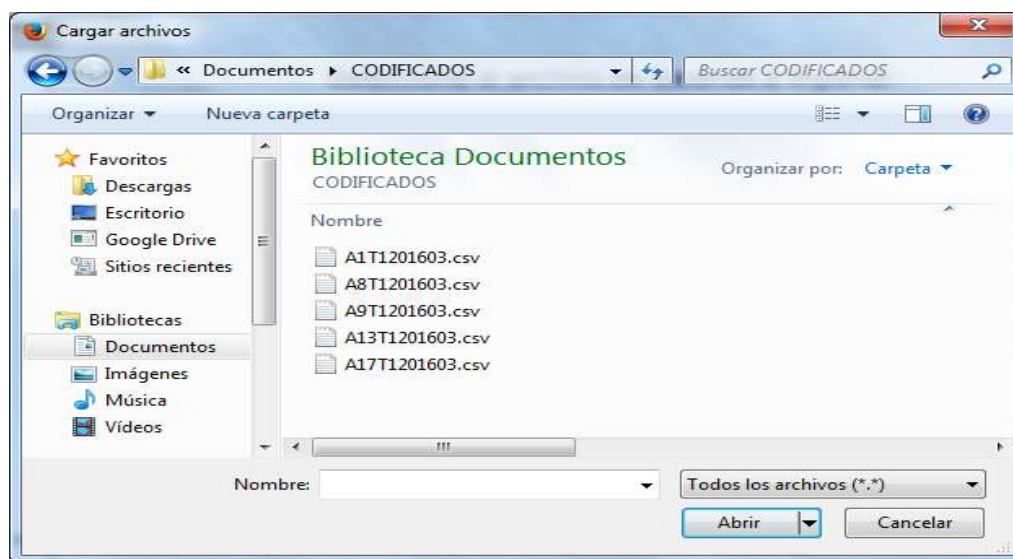 Cargar archivos
« Documentos ▸ CODIFICADOS
Buscar CODIFICADOS
Organizar
Nueva carpeta
Favoritos
Descargas
Escritorio
Google Drive
Sitios recientes
Bibliotecas
Documentos
Imágenes
Música
Vídeos
Biblioteca Documentos
CODIFICADOS
Organizar por: Carpeta
Nombre
A1T1201603.csv
A8T1201603.csv
A9T1201603.csv
A13T1201603.csv
A17T1201603.csv
Nombre:
Todos los archivos (*.*)
Abrir
Cancelar